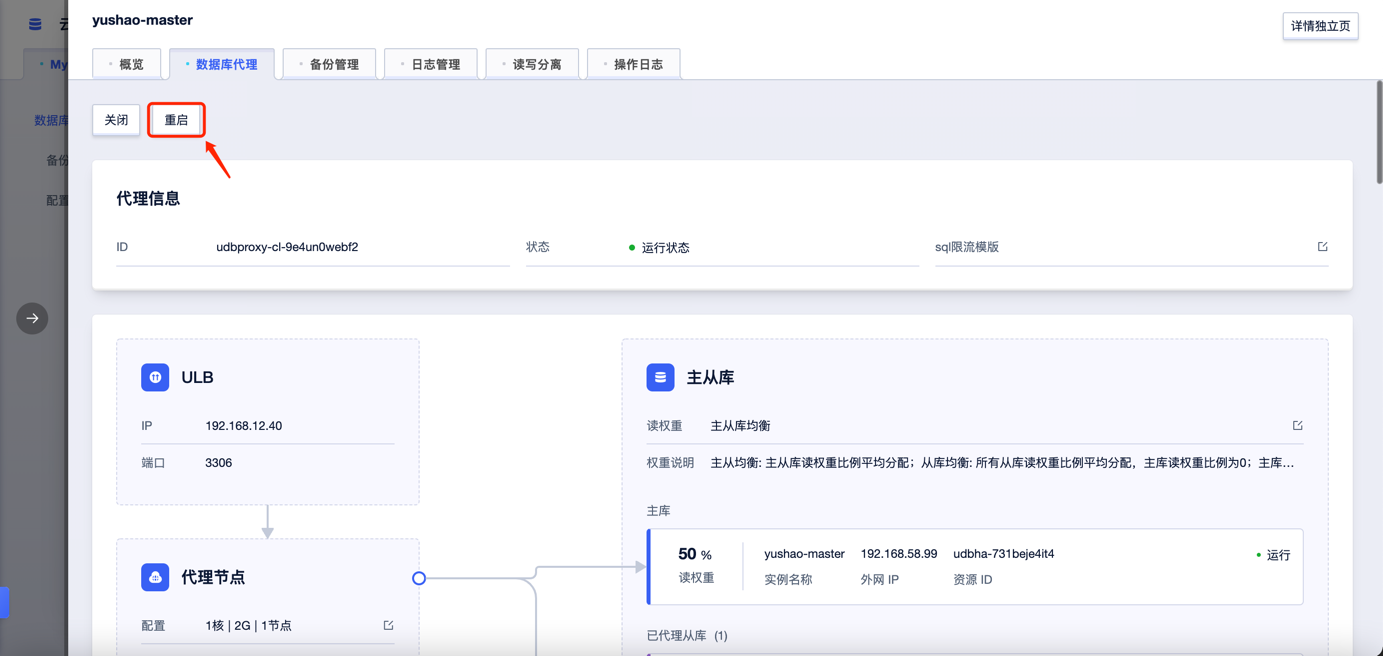 yushao-master
详情独立页
云
My
概览
数据库代理
备份管理
日志管理
读写分离
操作日志
数据库
备份
配置
关闭
重启
代理信息
ID
udbproxy-cl-9e4un0webf2
状态
运行状态
sql限流模版
ULB
IP
192.168.12.40
端口
3306
代理节点
配置
1核 | 2G | 1节点
主从库
读权重
主从库均衡
权重说明
主从均衡: 主从库读权重比例平均分配；从库均衡: 所有从库读权重比例平均分配，主库读权重比例为0；主库...
主库
50 %
读权重
yushao-master
192.168.58.99
udbha-731beje4it4
运行
实例名称
外网 IP
资源 ID
已代理从库 (1)